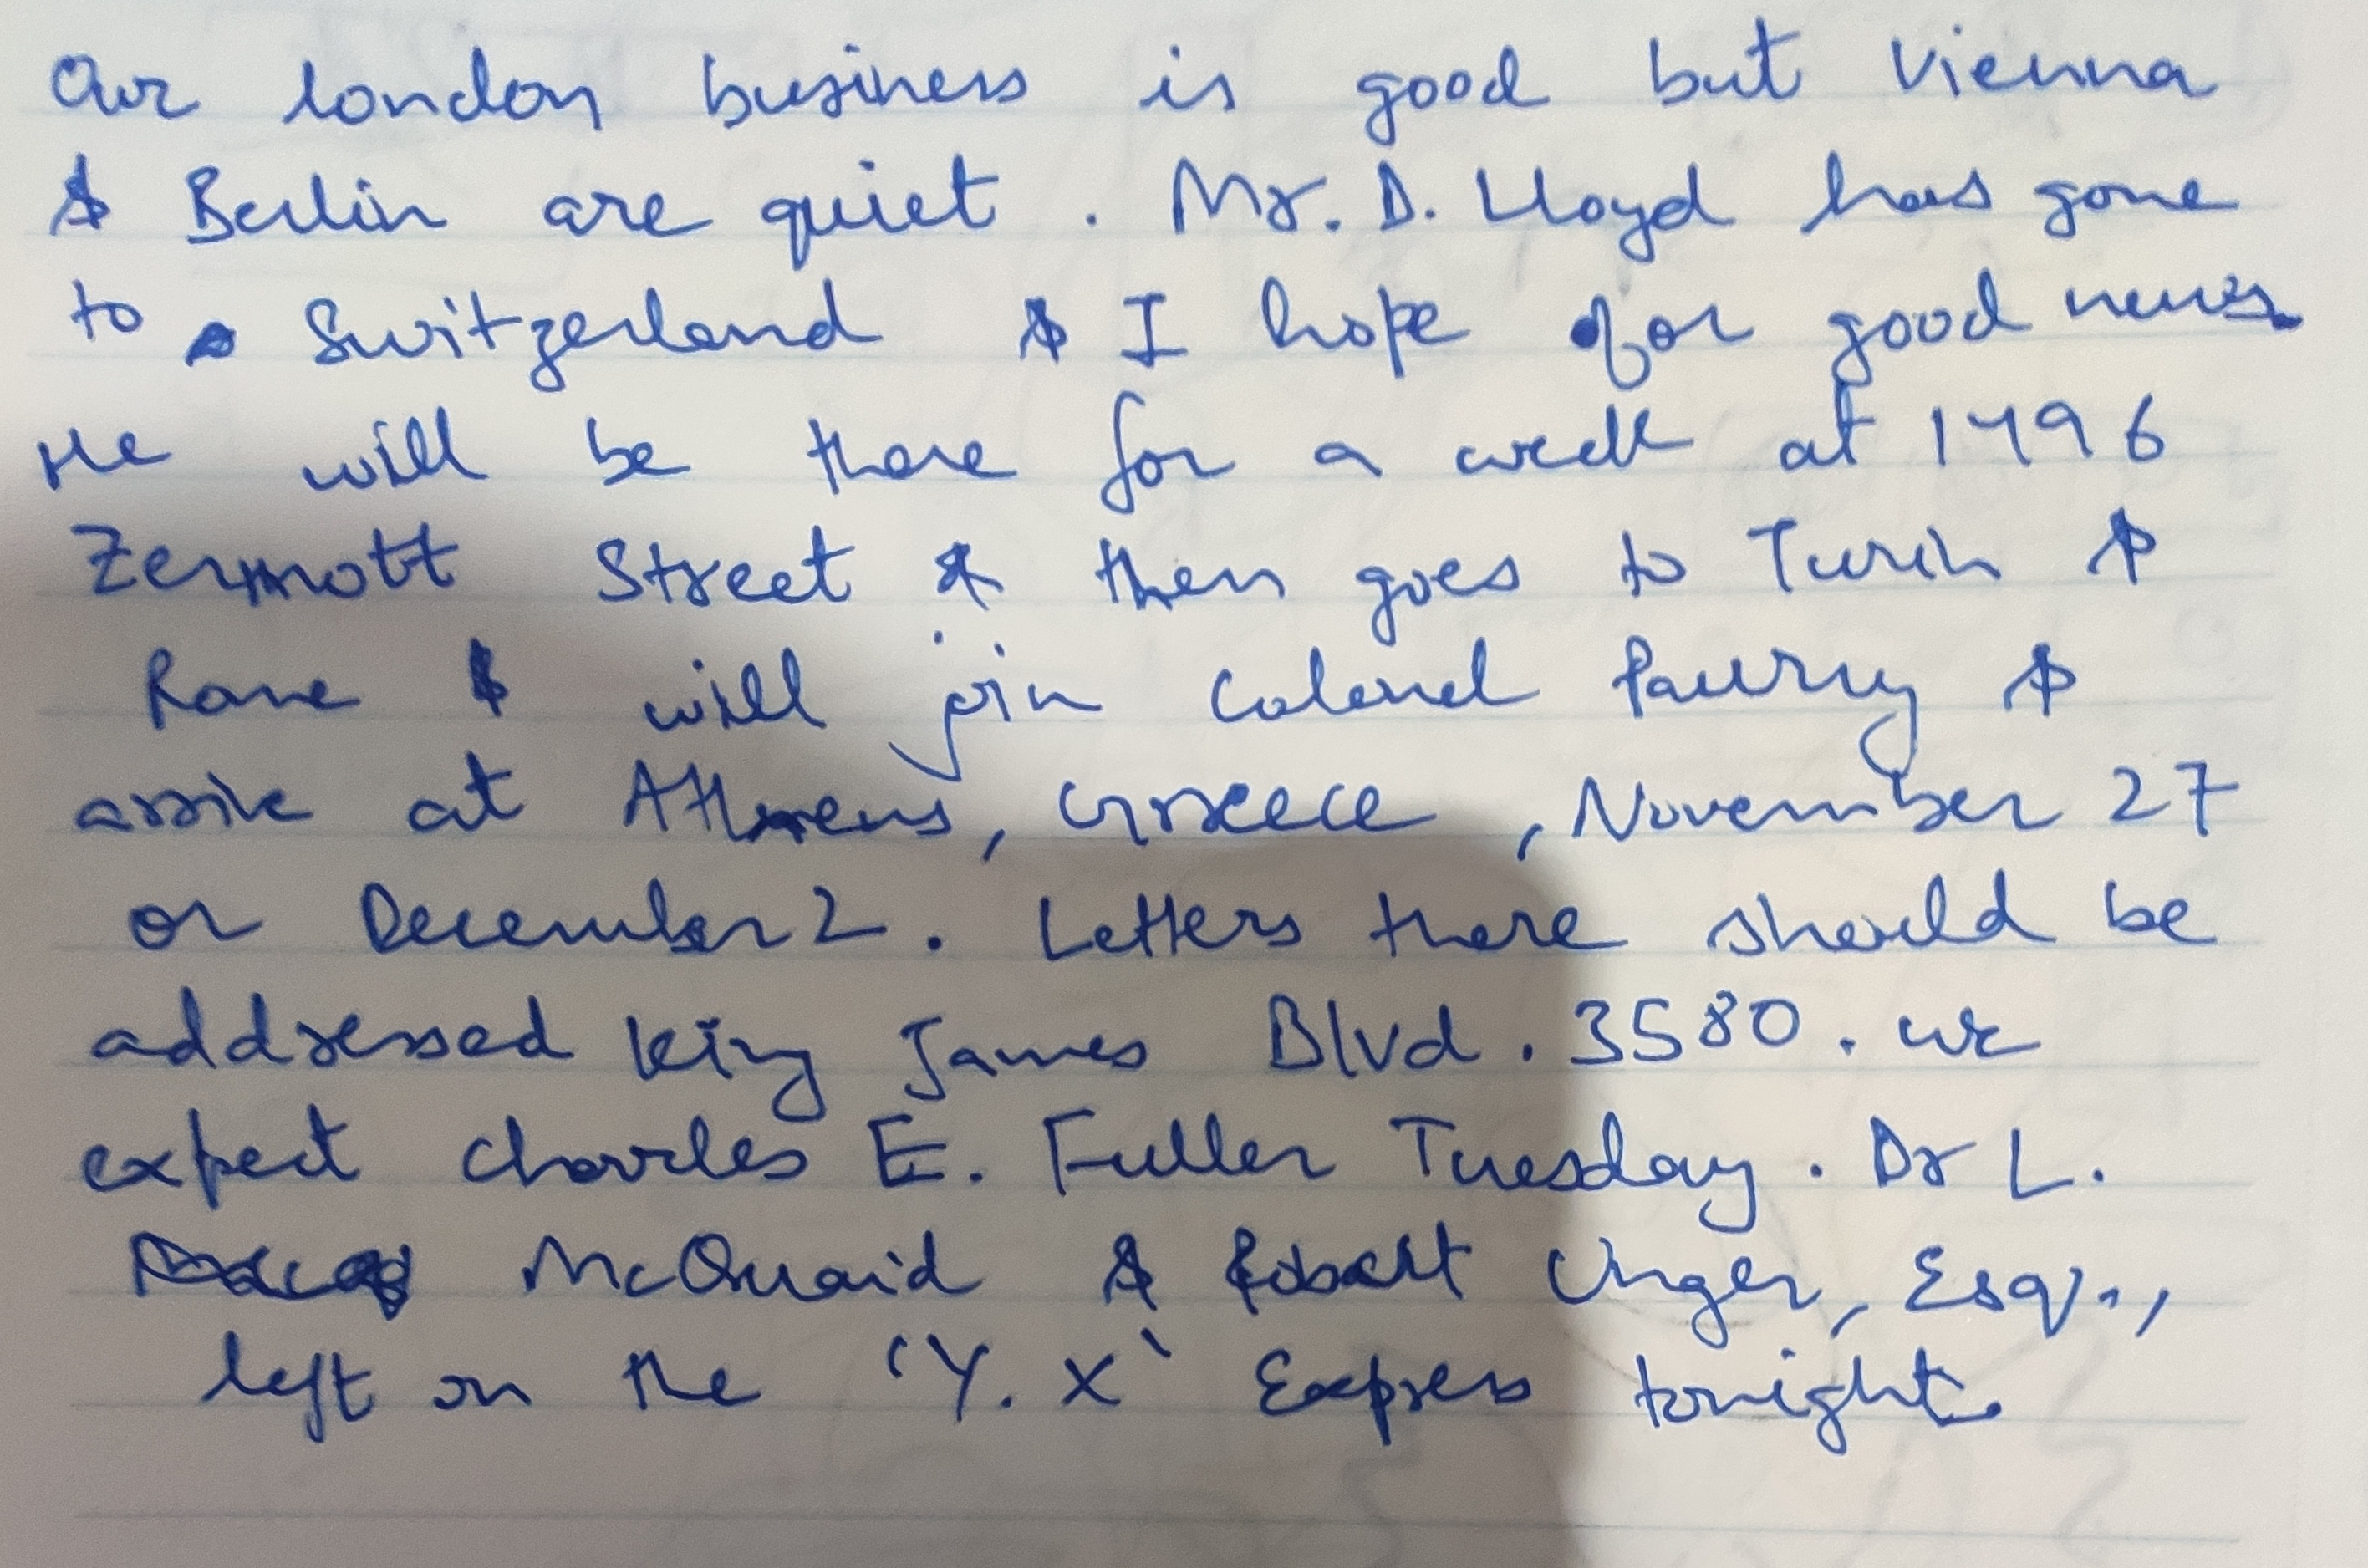 Our london business is good but Vienna
& Berlin are quiet. Mr. D. Lloyd has gone
to Switzerland & I hope for good news.
He will be there for a week at 1496
Zermott Street & then goes to Turin &
Rome & will join Colonel Parry &
arrive at Athens, Greece, November 27
or December 2. Letters there should be
addressed King James Blvd. 3580. we
expect Charles E. Fuller Tuesday. Dr L.
McQuaid & Robert Unger, Esq.,
left on the 'Y. X' Express tonight.